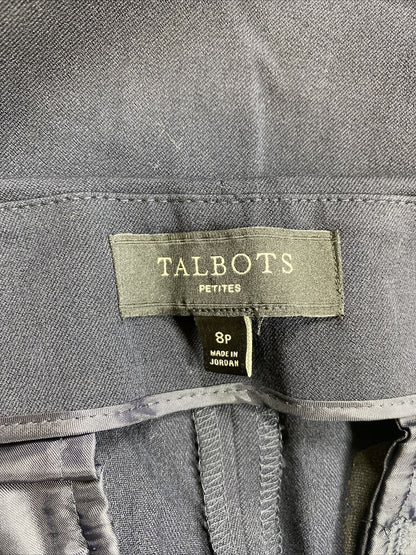 TALBOTS
PETITES
8P
MADE IN
JORDAN